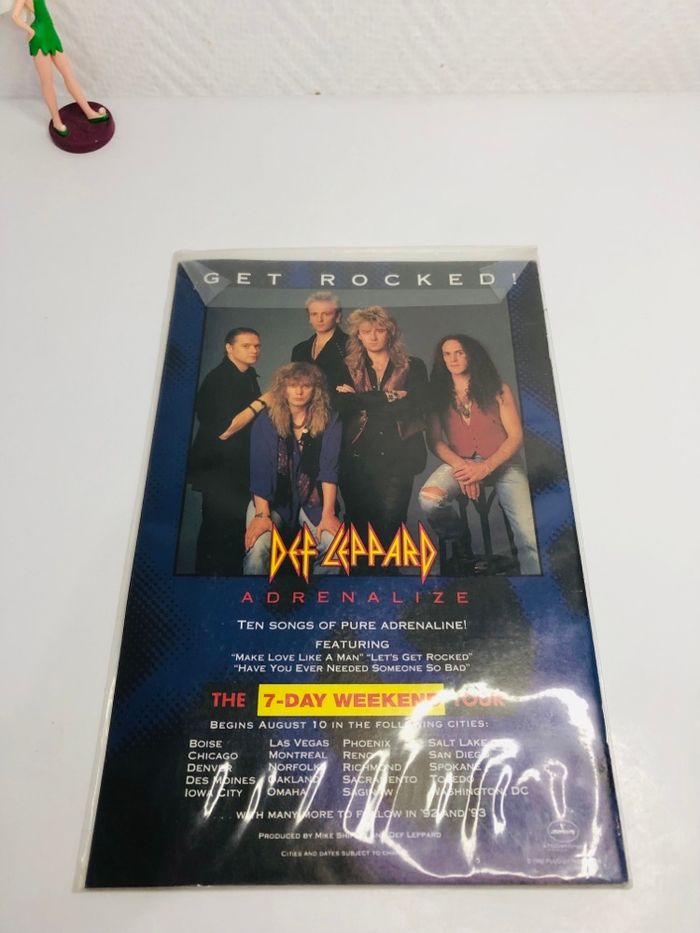 GET ROCKED!
DEF LEPPARD
ADRENALIZE
TEN SONGS OF PURE ADRENALINE!
FEATURING
"MAKE LOVE LIKE A MAN" "LET'S GET ROCKED"
"HAVE YOU EVER NEEDED SOMEONE SO BAD"
THE 7-DAY WEEKEND TOUR
BEGINS AUGUST 10 IN THE FOLLOWING CITIES:
BOISE LAS VEGAS PHOENIX SALT LAKE
CHICAGO MONTREAL RENO SAN DIEGO
DENVER NORFOLK RICHMOND SPOKANE
DES MOINES OAKLAND SACRAMENTO TOLEDO
IOWA CITY OMAHA SAGINAW WASHINGTON, DC
WITH MANY MORE TO FOLLOW IN '92 AND '93
PRODUCED BY MIKE AND DEF LEPPARD
CITIES AND DATES SUBJECT TO CHANGE